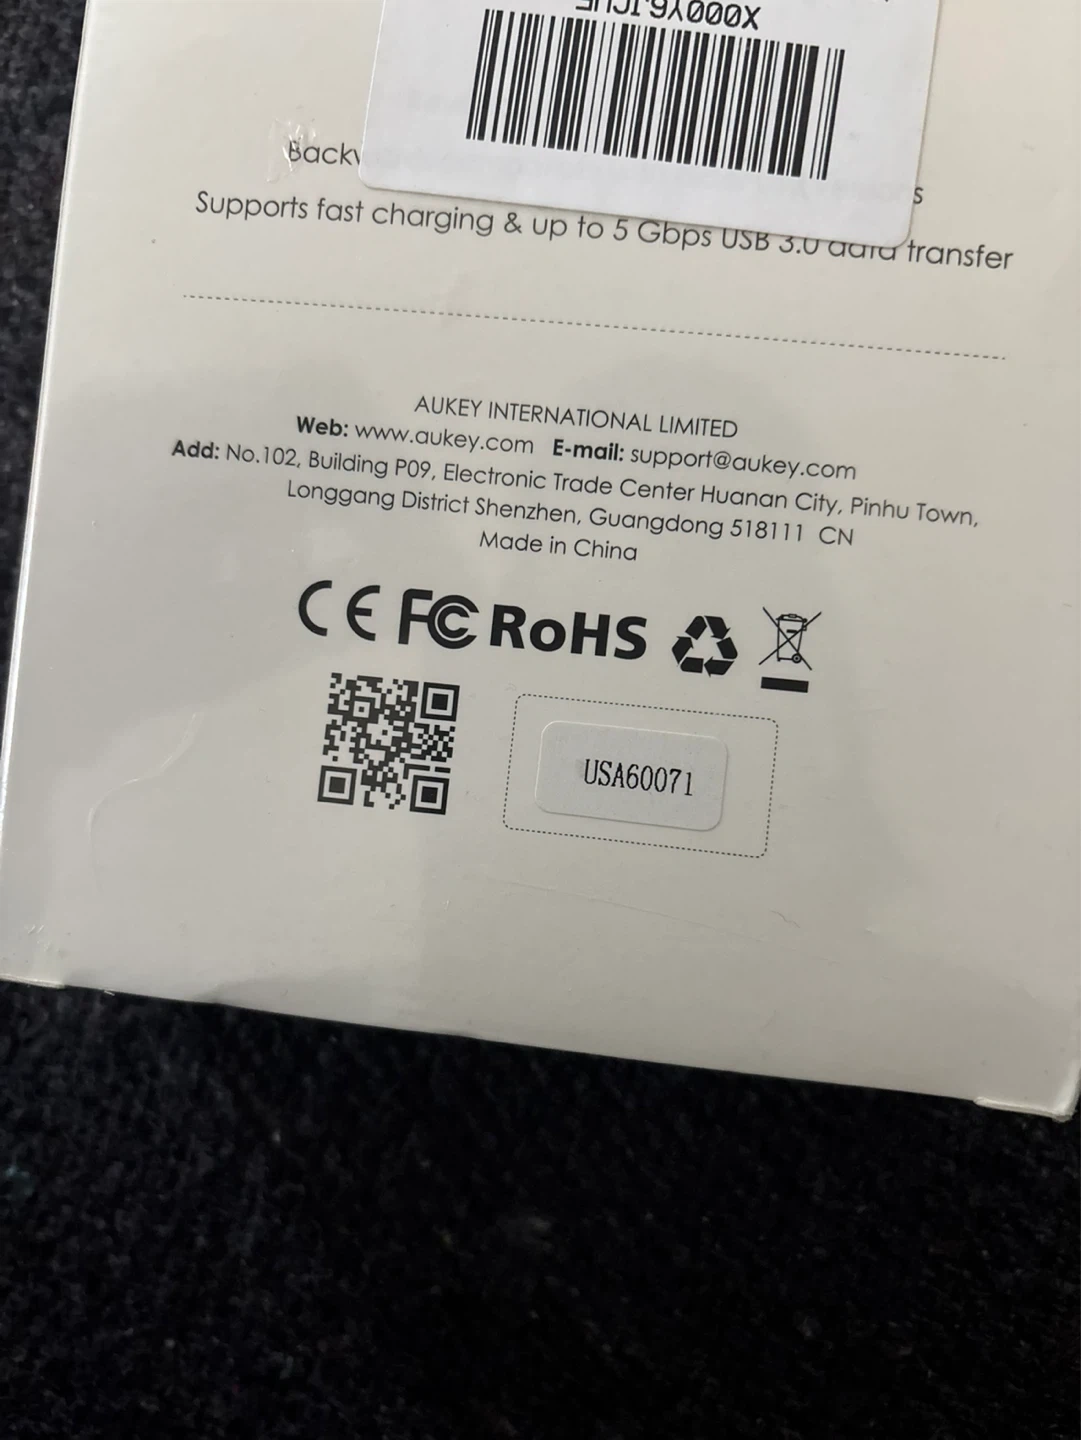 Supports fast charging & up to 5 Gbps USB 3.0 data transfer
AUKEY INTERNATIONAL LIMITED
Web: www.aukey.com E-mail: support@aukey.com
Add: No.102, Building P09, Electronic Trade Center Huanan City, Pinhu Town,
Longgang District Shenzhen, Guangdong 518111 CN
Made in China
CE FC RoHS
USA60071